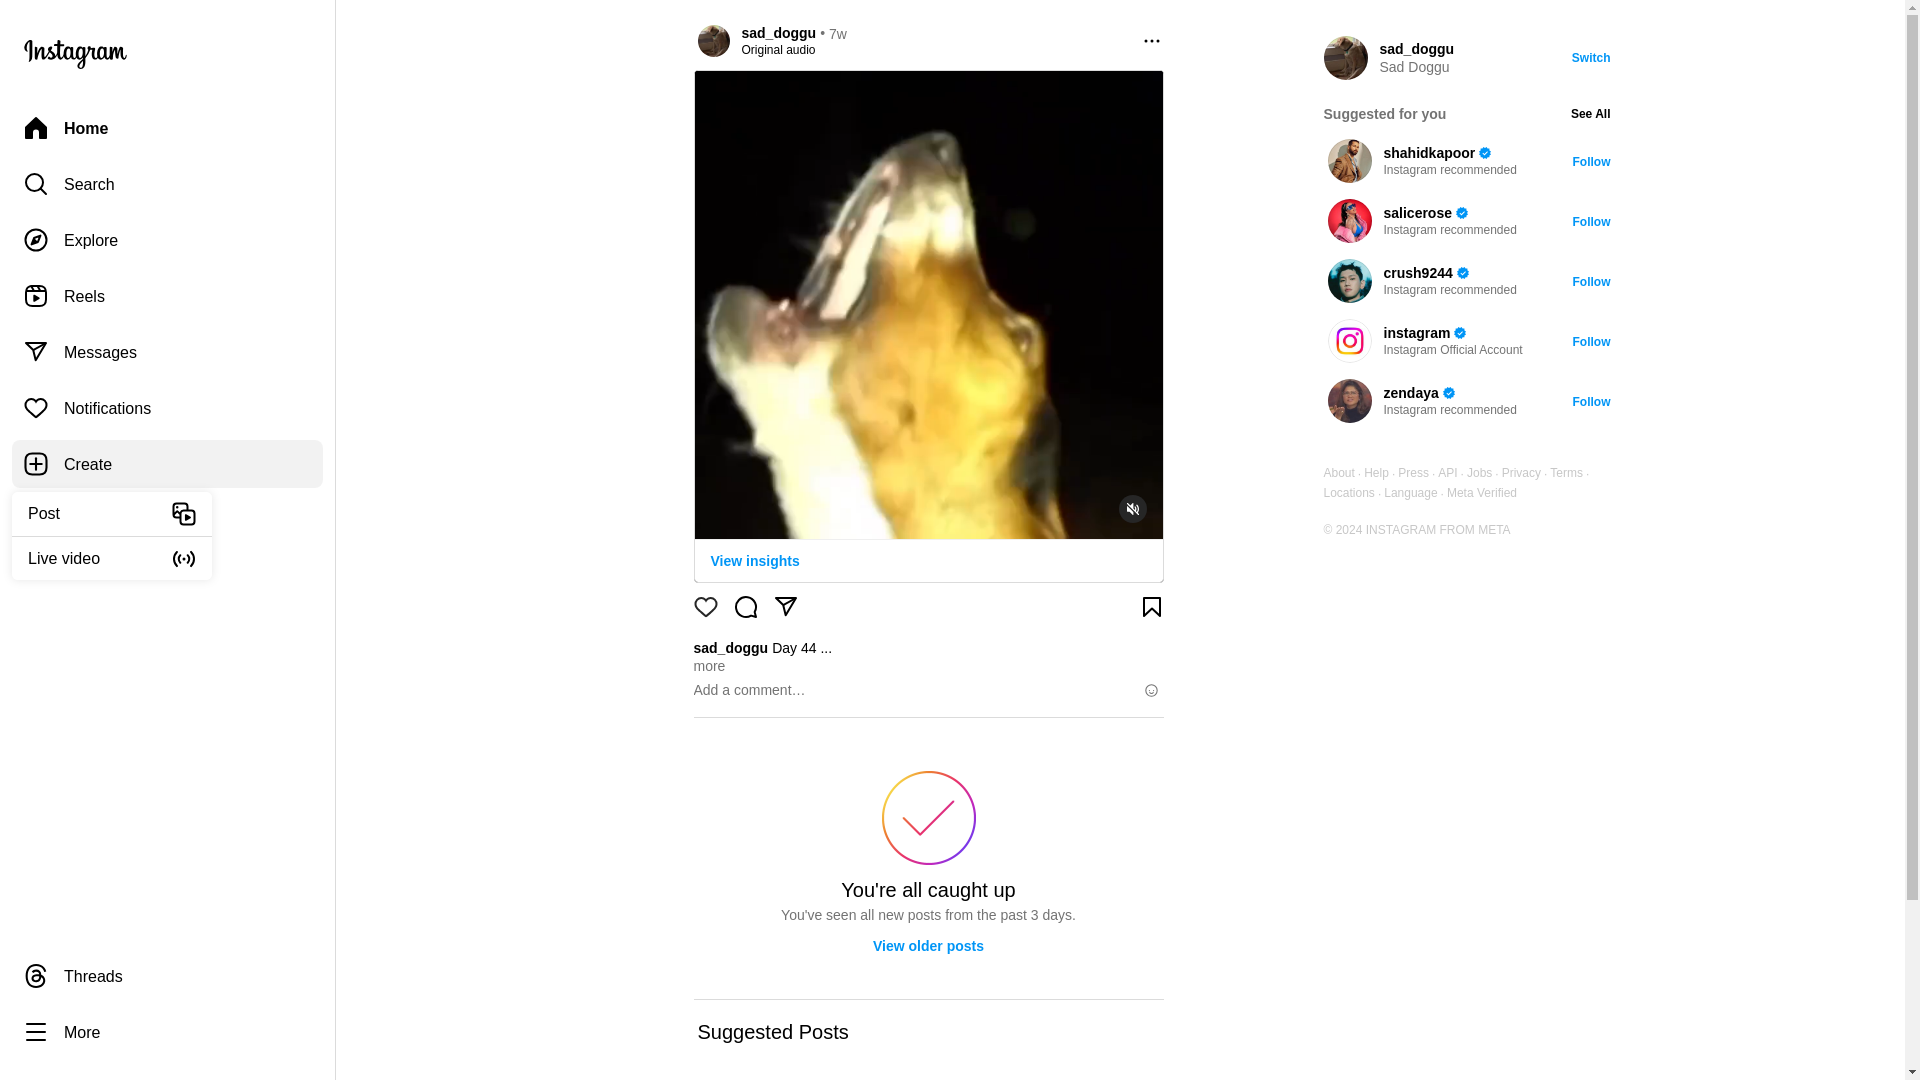 Instagram
Home
Search
Explore
Reels
Messages
Notifications
Create
Post
Live video
Threads
More
sad_doggu • 7w
Original audio
View insights
sad_doggu Day 44 ...
more
Add a comment…
You're all caught up
You've seen all new posts from the past 3 days.
View older posts
Suggested Posts
sad_doggu
Sad Doggu
Switch
Suggested for you
See All
shahidkapoor
Instagram recommended
Follow
salicerose
Instagram recommended
Follow
crush9244
Instagram recommended
Follow
instagram
Instagram Official Account
Follow
zendaya
Instagram recommended
Follow
About · Help · Press · API · Jobs · Privacy · Terms ·
Locations · Language · Meta Verified
© 2024 INSTAGRAM FROM META